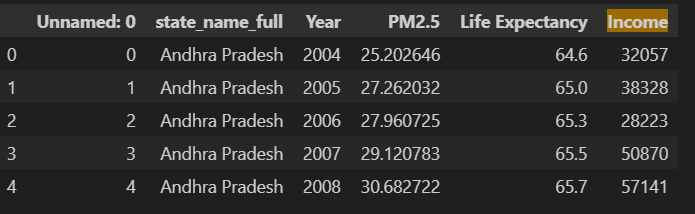 Unnamed: 0 state_name_full Year PM2.5 Life Expectancy Income
0 0 Andhra Pradesh 2004 25.202646 64.6 32057
1 1 Andhra Pradesh 2005 27.262032 65.0 38328
2 2 Andhra Pradesh 2006 27.960725 65.3 28223
3 3 Andhra Pradesh 2007 29.120783 65.5 50870
4 4 Andhra Pradesh 2008 30.682722 65.7 57141